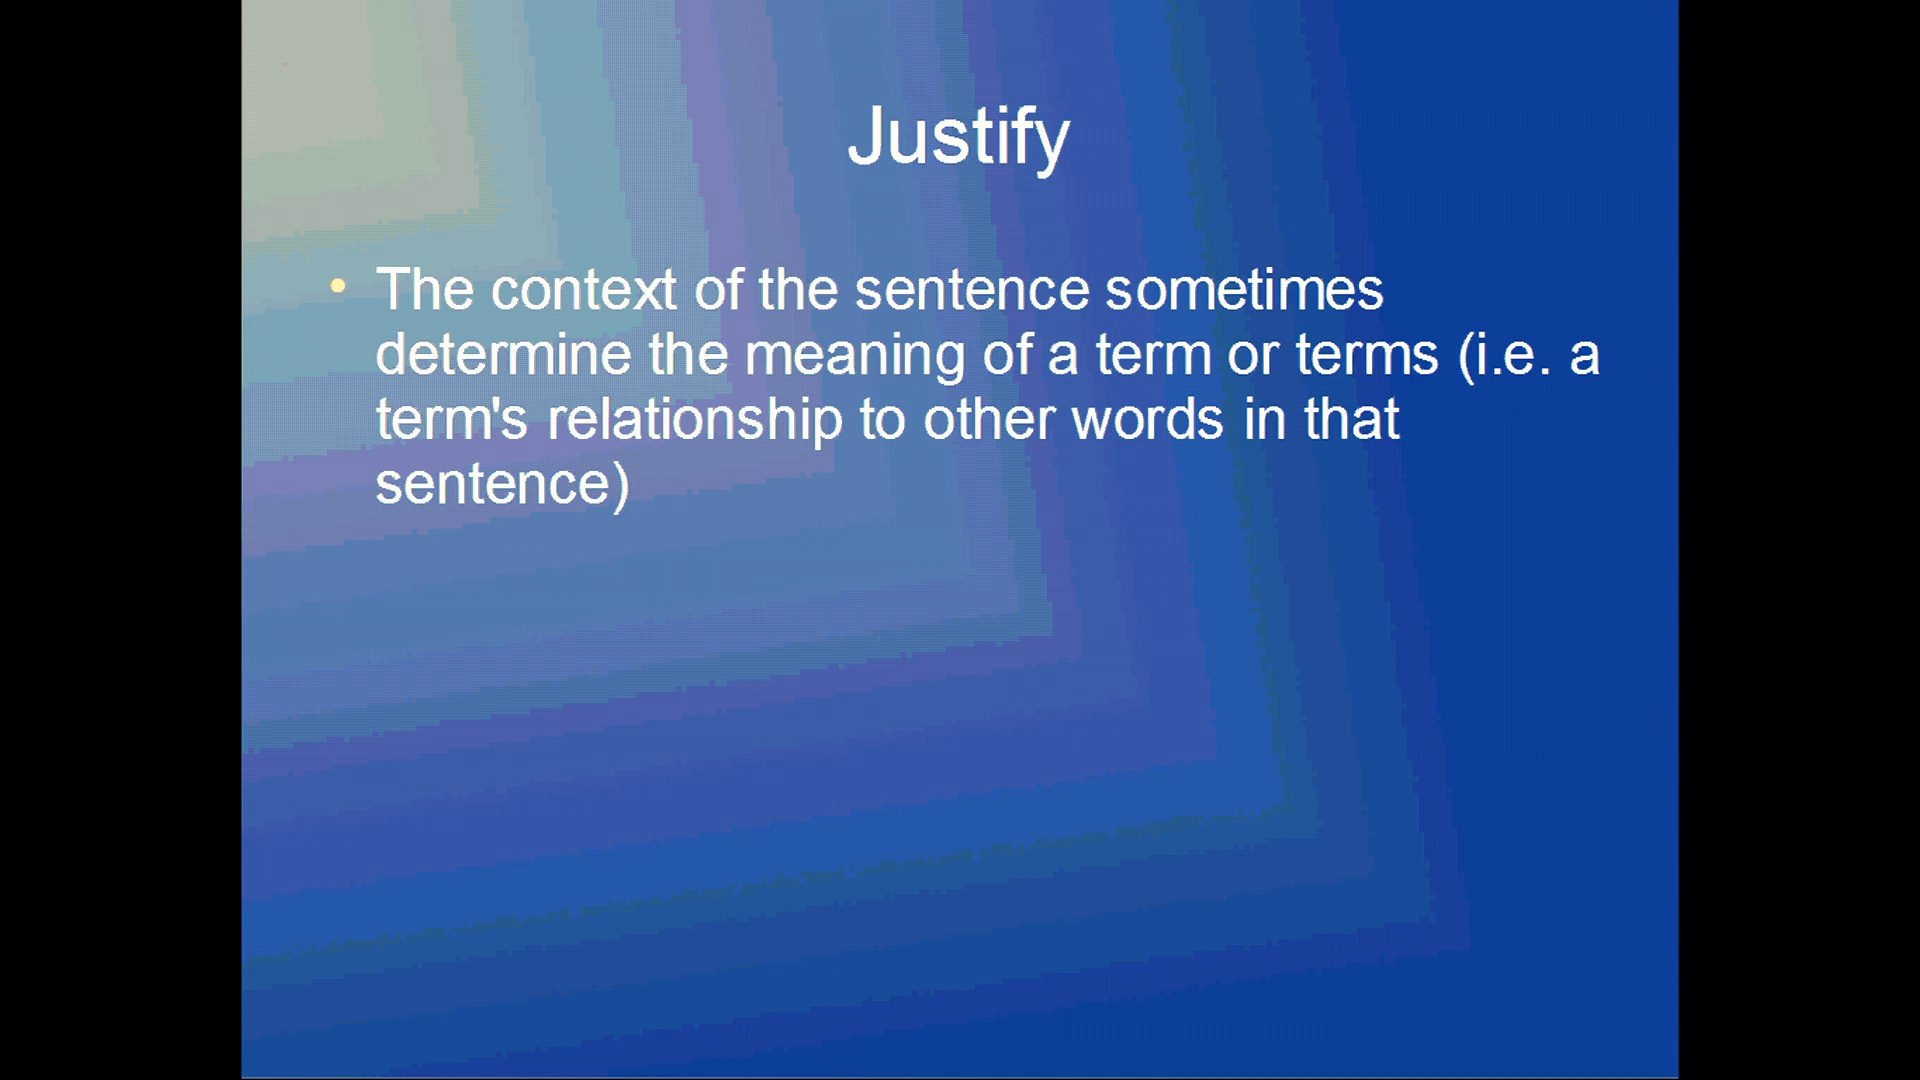 Justify
• The context of the sentence sometimes
determine the meaning of a term or terms (i.e. a
term's relationship to other words in that
sentence)